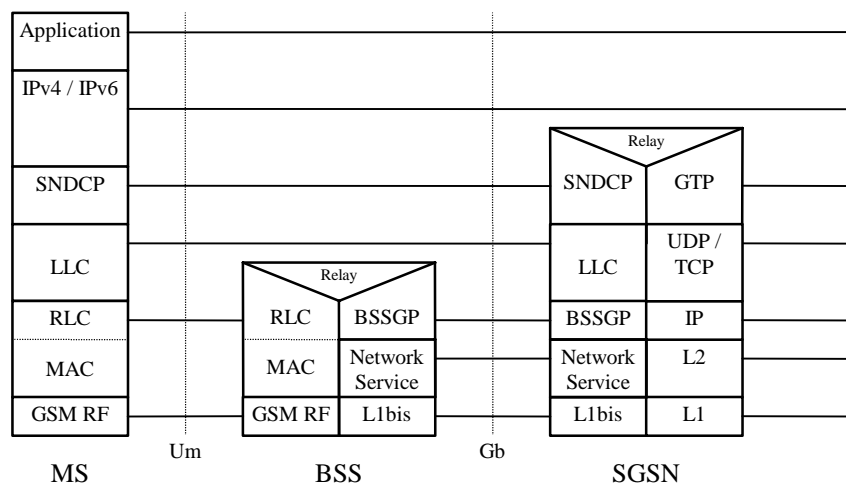 Application
IPv4 / IPv6
Relay
SNDCP
SNDCP
GTP
LLC
LLC
UDP /
TCP
Relay
RLC
RLC
BSSGP
BSSGP
IP
MAC
MAC
Network
Service
Network
Service
L2
GSM RF
GSM RF
L1bis
L1bis
L1
Um
Gb
MS
BSS
SGSN